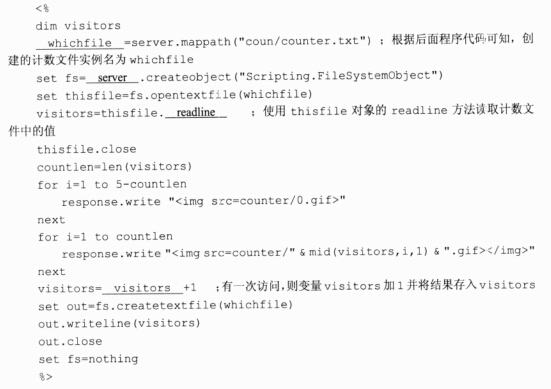 <%
dim visitors
whichfile =server.mappath("coun/counter.txt") ;根据后面程序代码可知,创
建的计数文件实例名为 whichfile
set fs= server .createobject("Scripting.FileSystemObject")
set thisfile=fs.opentextfile(whichfile)
visitors=thisfile. readline ;使用 thisfile 对象的 readline 方法读取计数文
件中的值
thisfile.close
countlen=len(visitors)
for i=1 to 5-countlen
response.write "<img src=counter/0.gif>"
next
for i=1 to countlen
response.write "<img src=counter/" & mid(visitors,i,1) & ".gif></img>"
next
visitors= visitors +1 ;有一次访问,则变量 visitors 加 1 并将结果存入 visitors
set out=fs.createtextfile(whichfile)
out.writeline(visitors)
out.close
set fs=nothing
%>